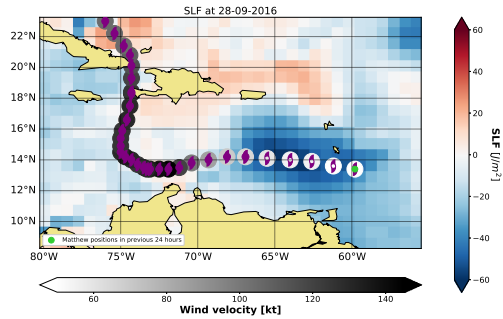 SLF at 28-09-2016
22°N
20°N
18°N
16°N
14°N
12°N
10°N
80°W 75°W 70°W 65°W 60°W
Matthew positions in previous 24 hours
60
40
20
0
−20
−40
−60
SLF [J/m²]
60 80 100 120 140
Wind velocity [kt]